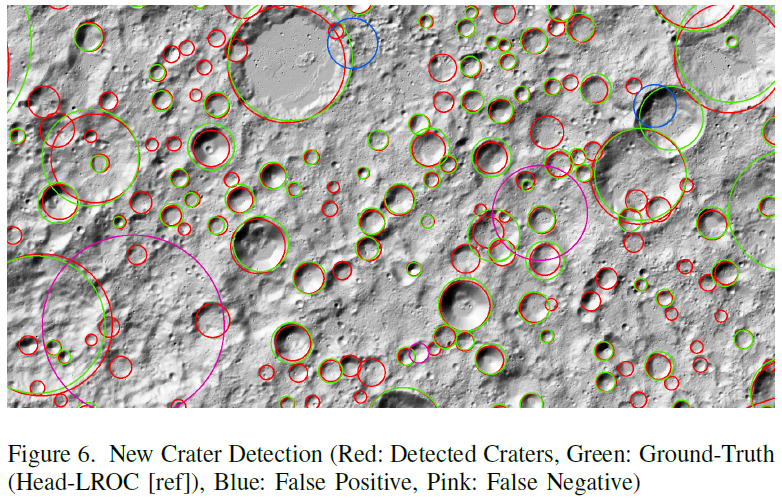 Figure 6. New Crater Detection (Red: Detected Craters, Green: Ground-Truth
(Head-LROC [ref]), Blue: False Positive, Pink: False Negative)